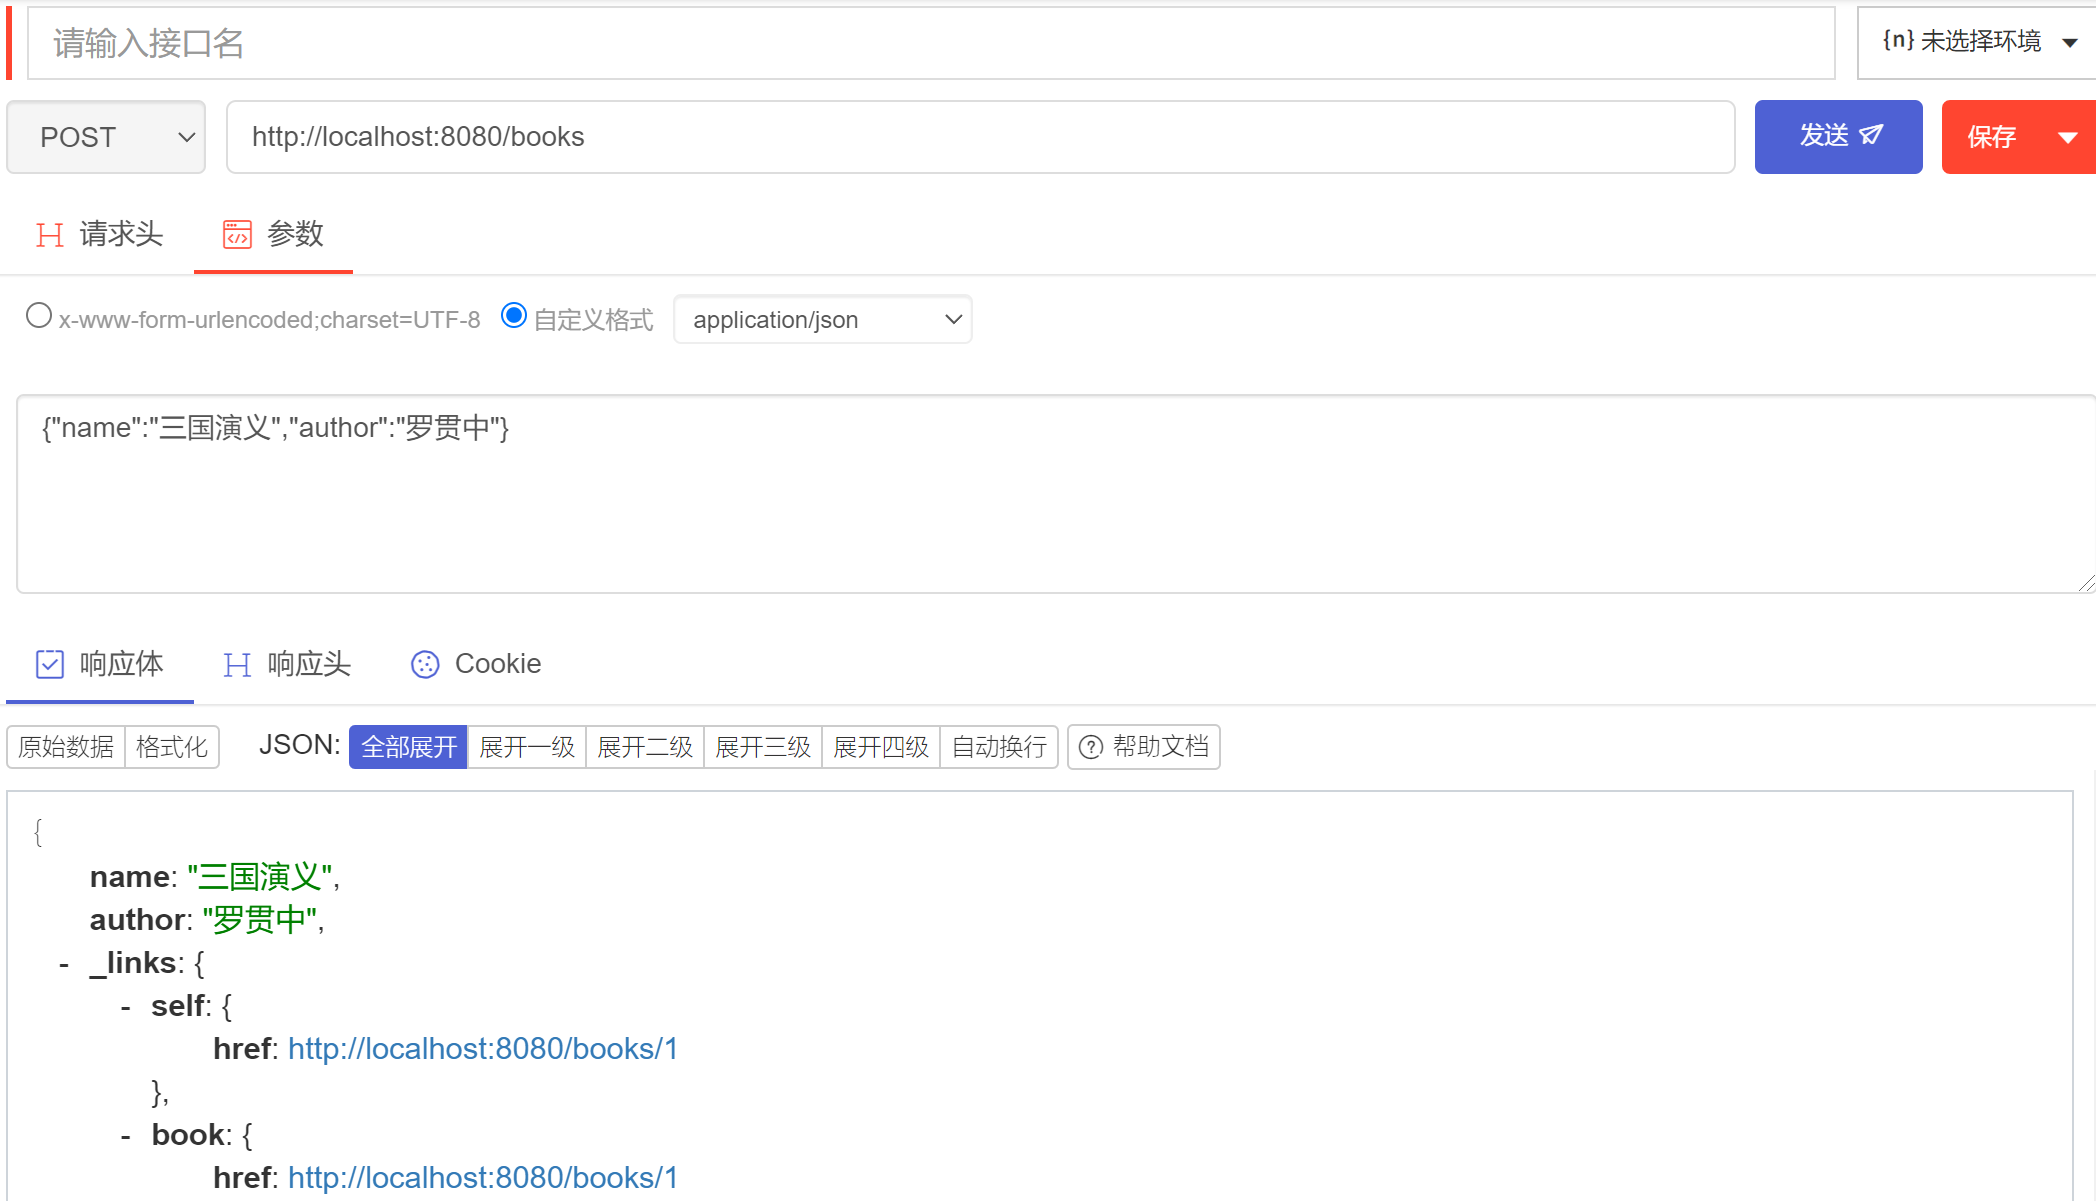 请输入接口名 {n} 未选择环境
POST http://localhost:8080/books 发送 保存
H 请求头 参数
x-www-form-urlencoded;charset=UTF-8 自定义格式 application/json
{"name":"三国演义","author":"罗贯中"}
响应体 H 响应头 Cookie
原始数据 格式化 JSON: 全部展开 展开一级 展开二级 展开三级 展开四级 自动换行 ? 帮助文档
{
name: "三国演义",
author: "罗贯中",
- _links: {
- self: {
href: http://localhost:8080/books/1
},
- book: {
href: http://localhost:8080/books/1